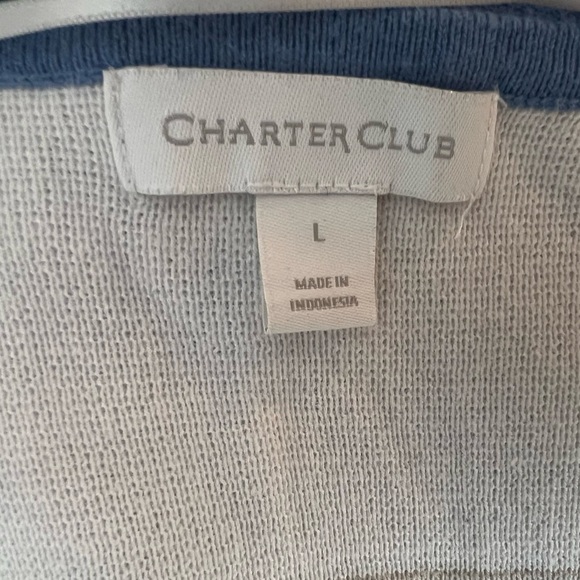 CHARTER CLUB
L
MADE IN
INDONESIA